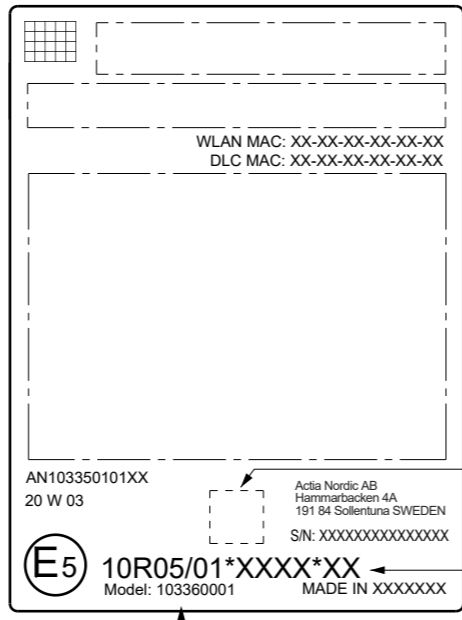 WLAN MAC: XX-XX-XX-XX-XX-XX
DLC MAC: XX-XX-XX-XX-XX-XX
AN103350101XX
20 W 03
Actia Nordic AB
Hammarbacken 4A
191 84 Sollentuna SWEDEN
S/N: XXXXXXXXXXXXXXX
E5 10R05/01*XXXX*XX
Model: 103360001 MADE IN XXXXXXX